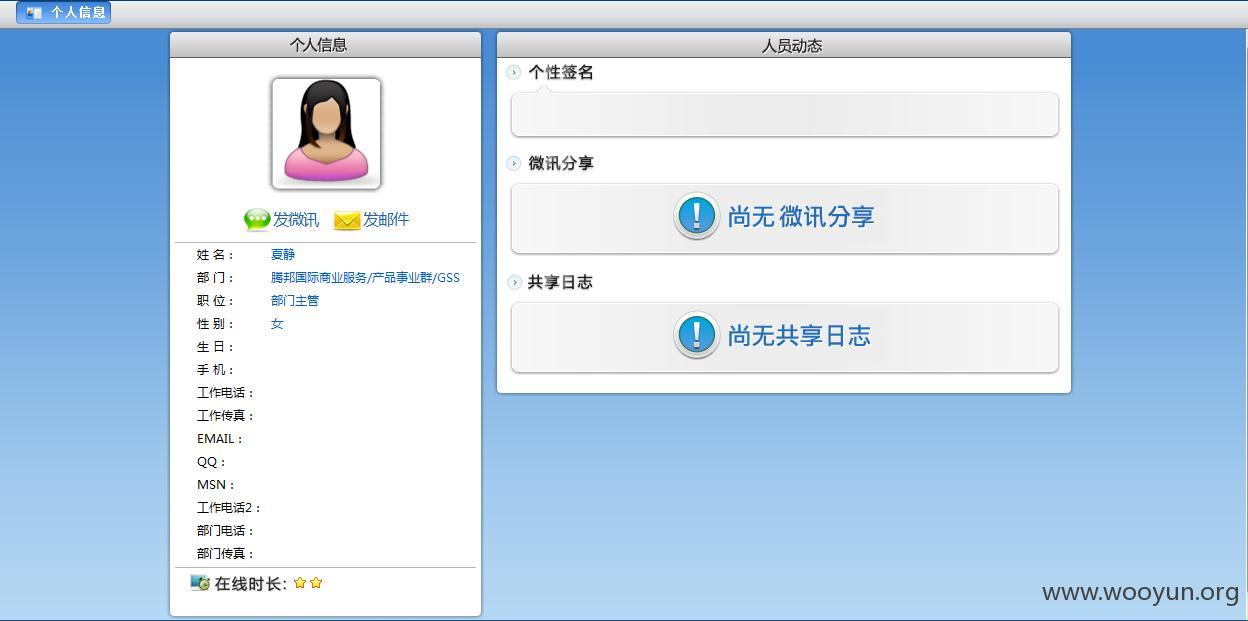 个人信息
个人信息
发微讯 发邮件
姓 名： 夏静
部 门： 腾邦国际商业服务/产品事业群/GSS
职 位： 部门主管
性 别： 女
生 日：
手 机：
工作电话：
工作传真：
EMAIL：
QQ：
MSN：
工作电话2：
部门电话：
部门传真：
在线时长:
人员动态
个性签名
微讯分享
尚无 微讯分享
共享日志
尚无共享日志
www.wooyun.org